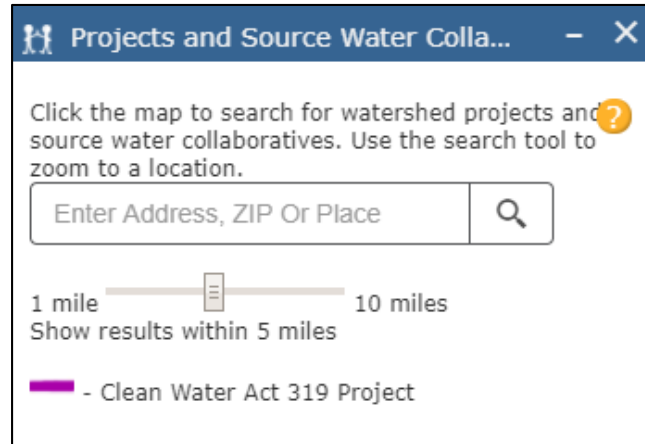 Projects and Source Water Colla...
Click the map to search for watershed projects and
source water collaboratives. Use the search tool to
zoom to a location.
Enter Address, ZIP Or Place
1 mile 10 miles
Show results within 5 miles
- Clean Water Act 319 Project